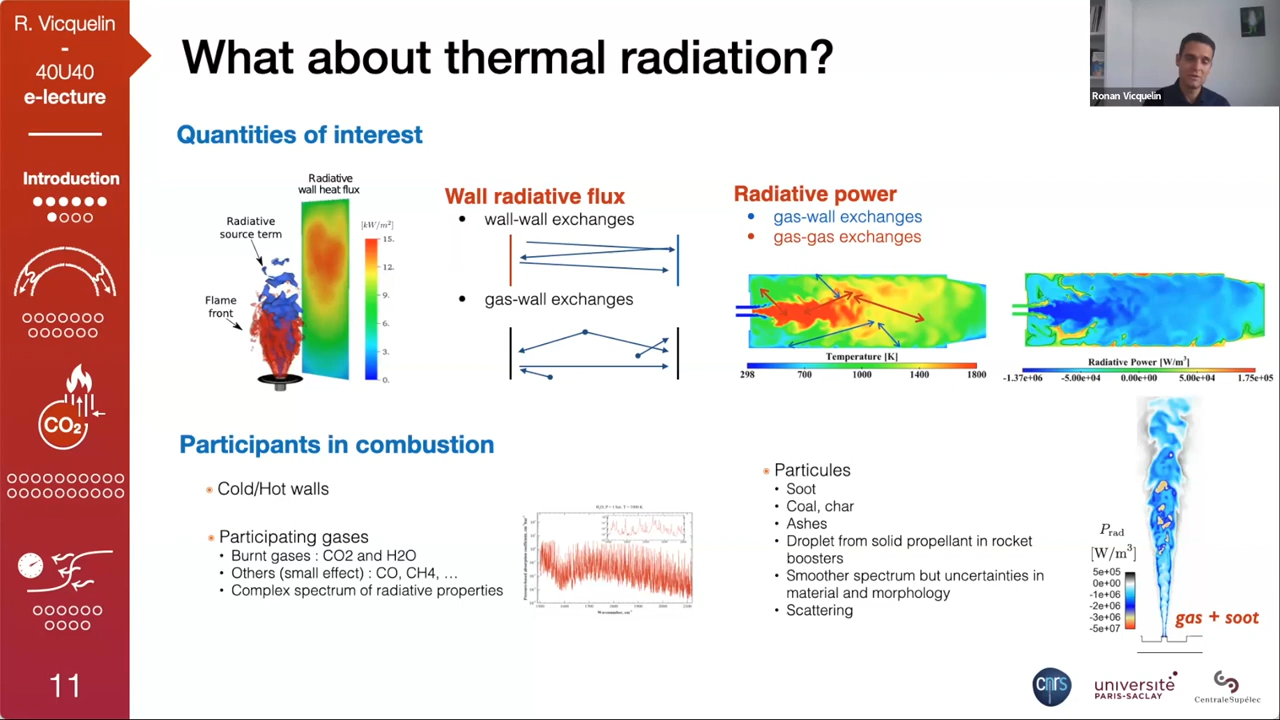 R. Vicquelin
-
40U40
e-lecture
Introduction
CO2
11
What about thermal radiation?
Ronan Vicquelin
Quantities of interest
Radiative
wall heat flux
Radiative
source term
Flame
front
[kW/m²]
15.
12.
9.
6.
3.
0.
Wall radiative flux
• wall-wall exchanges
• gas-wall exchanges
Radiative power
• gas-wall exchanges
• gas-gas exchanges
Temperature [K]
298 700 1000 1400 1800
Radiative Power [W/m³]
-1.37e+06 -5.00e+04 0.00e+00 5.00e+04 1.75e+05
Participants in combustion
Cold/Hot walls
Participating gases
• Burnt gases : CO2 and H2O
• Others (small effect) : CO, CH4, ...
• Complex spectrum of radiative properties
Particules
• Soot
• Coal, char
• Ashes
• Droplet from solid propellant in rocket
boosters
• Smoother spectrum but uncertainties in
material and morphology
• Scattering
Prad
[W/m³]
5e+05
0e+00
-1e+06
-2e+06
-3e+06
-5e+07
gas + soot
cnrs
université
PARIS-SACLAY
CentraleSupélec